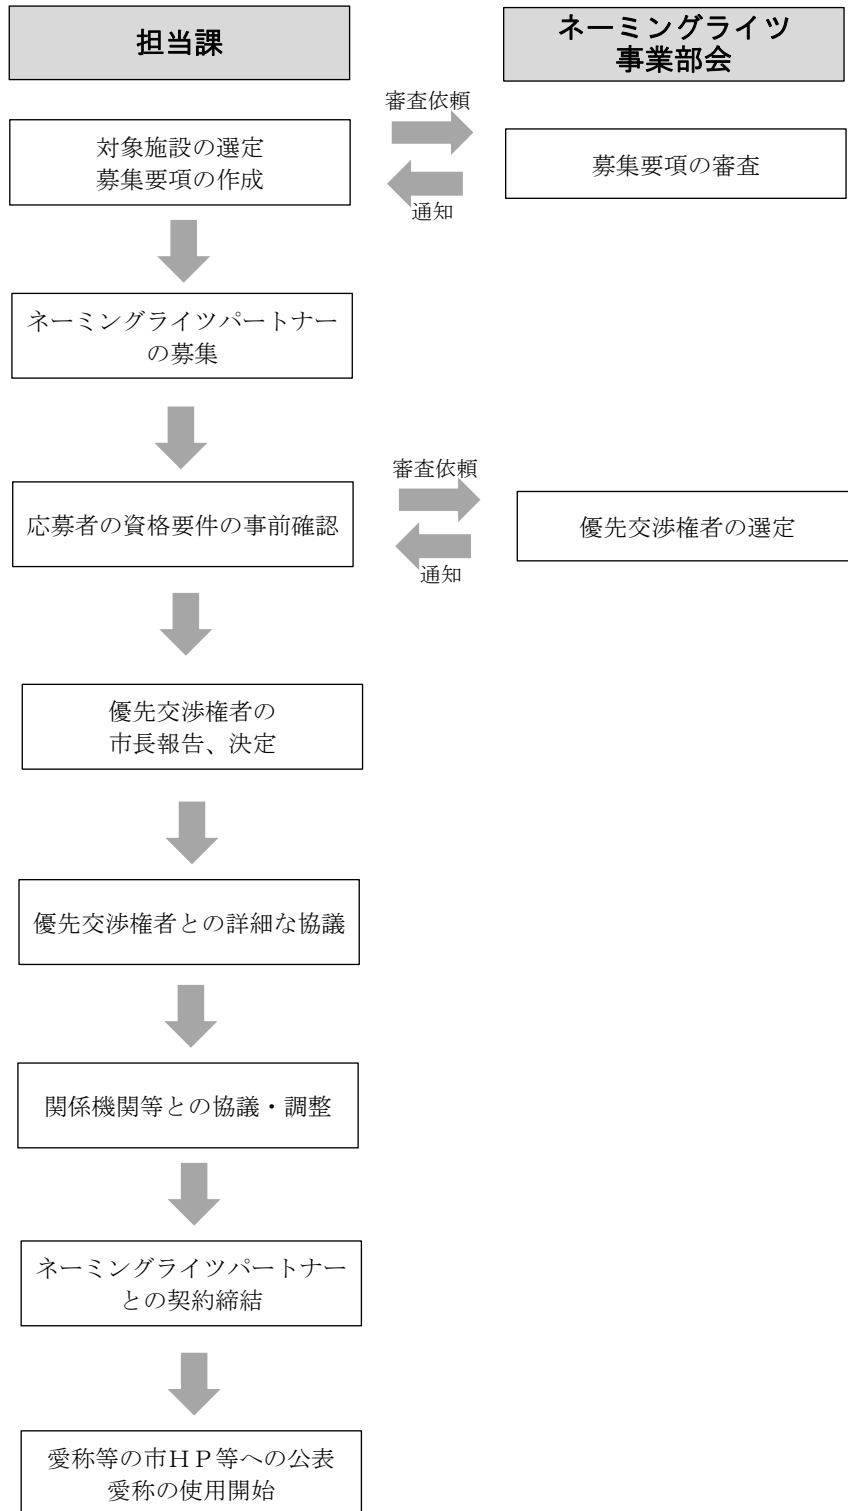 担当課
ネーミングライツ
事業部会
審査依頼
対象施設の選定
募集要項の作成
募集要項の審査
通知
ネーミングライツパートナー
の募集
審査依頼
応募者の資格要件の事前確認
優先交渉権者の選定
通知
優先交渉権者の
市長報告、決定
優先交渉権者との詳細な協議
関係機関等との協議・調整
ネーミングライツパートナー
との契約締結
愛称等の市ＨＰ等への公表
愛称の使用開始